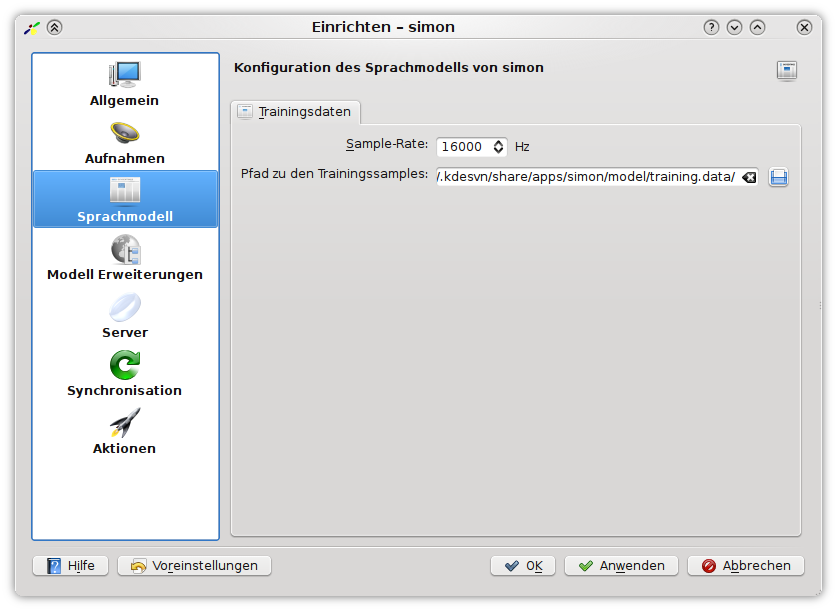 Einrichten – simon
Allgemein
Aufnahmen
Sprachmodell
Modell Erweiterungen
Server
Synchronisation
Aktionen
Konfiguration des Sprachmodells von simon
Trainingsdaten
Sample-Rate: 16000 Hz
Pfad zu den Trainingssamples: /.kdesvn/share/apps/simon/model/training.data/
Hilfe Voreinstellungen OK Anwenden Abbrechen